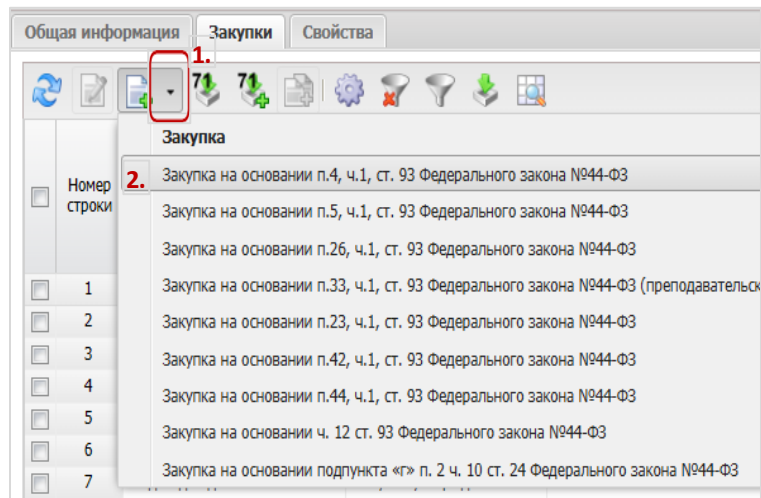 Общая информация Закупки Свойства
1.
71 71
Закупка
Номер строки
2. Закупка на основании п.4, ч.1, ст. 93 Федерального закона №44-ФЗ
Закупка на основании п.5, ч.1, ст. 93 Федерального закона №44-ФЗ
Закупка на основании п.26, ч.1, ст. 93 Федерального закона №44-ФЗ
1 Закупка на основании п.33, ч.1, ст. 93 Федерального закона №44-ФЗ (преподавательск
2 Закупка на основании п.23, ч.1, ст. 93 Федерального закона №44-ФЗ
3 Закупка на основании п.42, ч.1, ст. 93 Федерального закона №44-ФЗ
4 Закупка на основании п.44, ч.1, ст. 93 Федерального закона №44-ФЗ
5 Закупка на основании ч. 12 ст. 93 Федерального закона №44-ФЗ
6
7 Закупка на основании подпункта «г» п. 2 ч. 10 ст. 24 Федерального закона №44-ФЗ